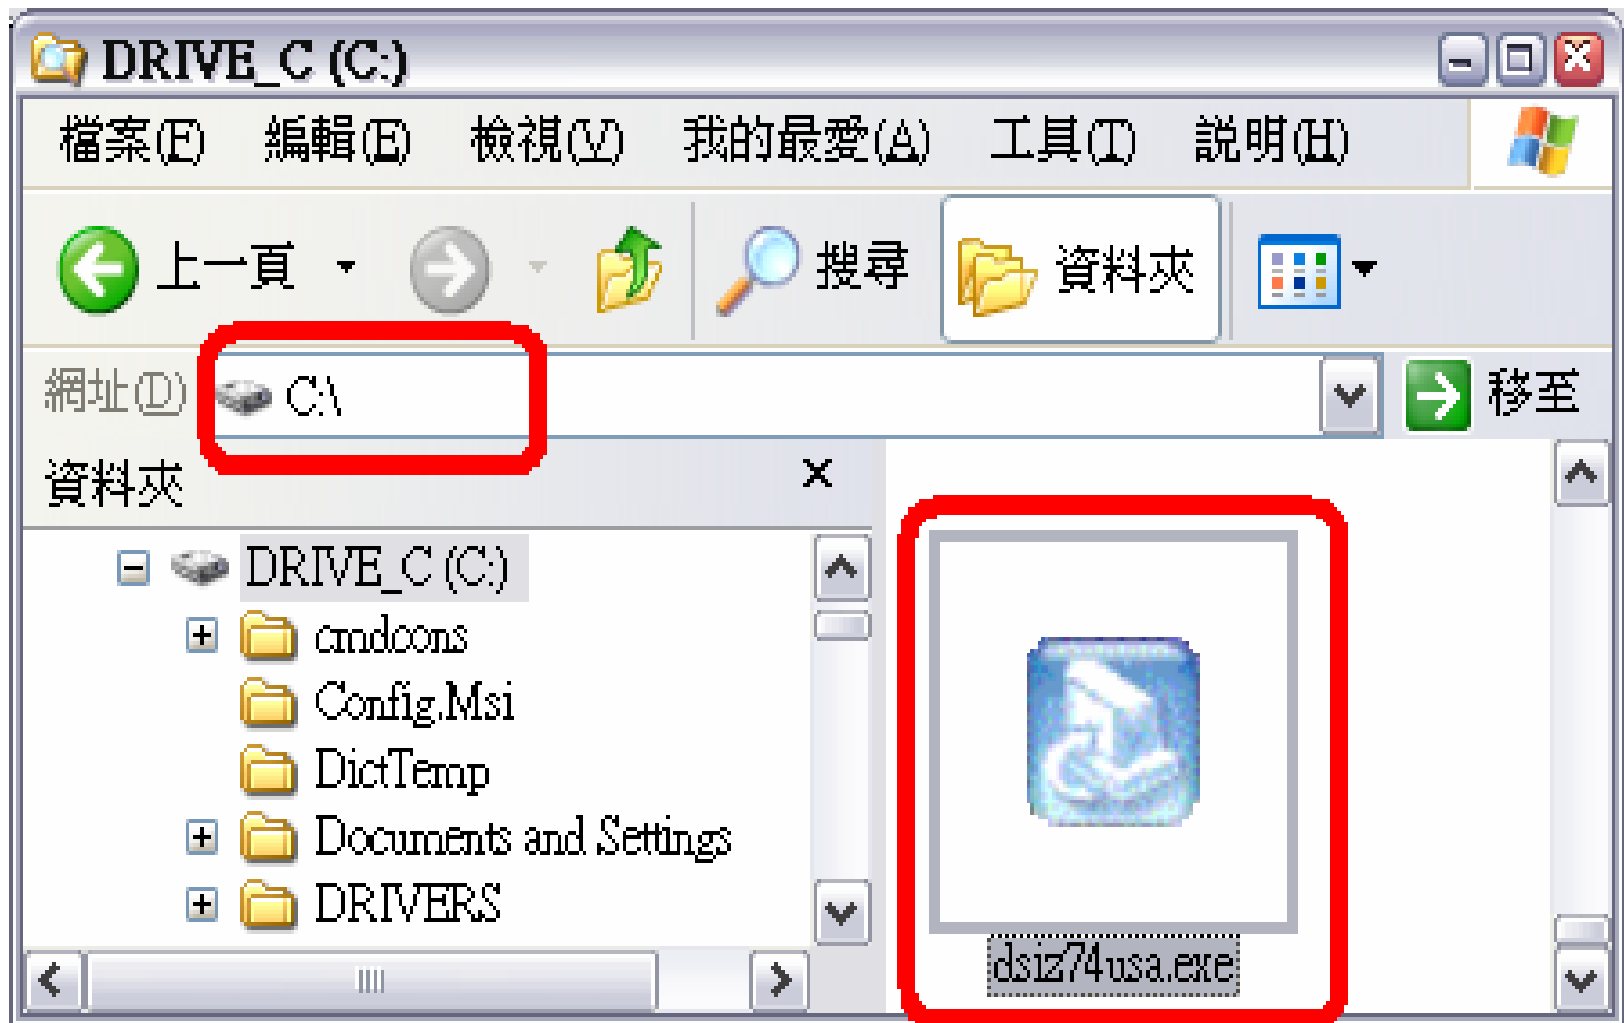 DRIVE_C (C:)
檔案(F) 編輯(E) 檢視(V) 我的最愛(A) 工具(T) 說明(H)
上一頁 搜尋 資料夾
網址(D) C:\ 移至
資料夾
DRIVE_C (C:)
cmdcons
Config.Msi
DictTemp
Documents and Settings
DRIVERS
dsiz74usa.exe